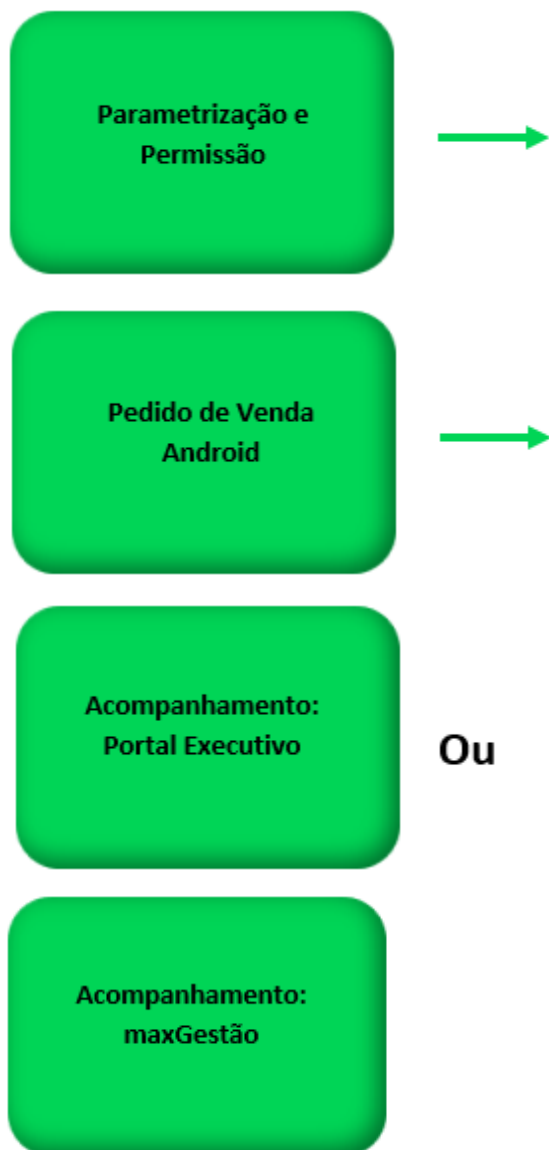 Parametrização e
Permissão
Pedido de Venda
Android
Acompanhamento:
Portal Executivo
Ou
Acompanhamento:
maxGestão